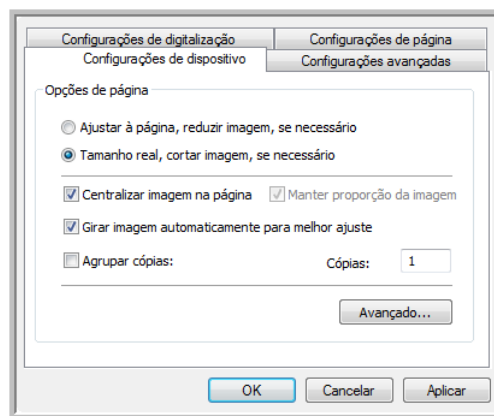 Configurações de digitalização
Configurações de página
Configurações de dispositivo
Configurações avançadas
Opções de página
Ajustar à página, reduzir imagem, se necessário
Tamanho real, cortar imagem, se necessário
Centralizar imagem na página
Manter proporção da imagem
Girar imagem automaticamente para melhor ajuste
Agrupar cópias:
Cópias: 1
Avançado...
OK
Cancelar
Aplicar